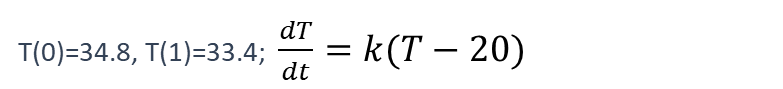 T(0)=34.8, T(1)=33.4; dT/dt = k(T − 20)